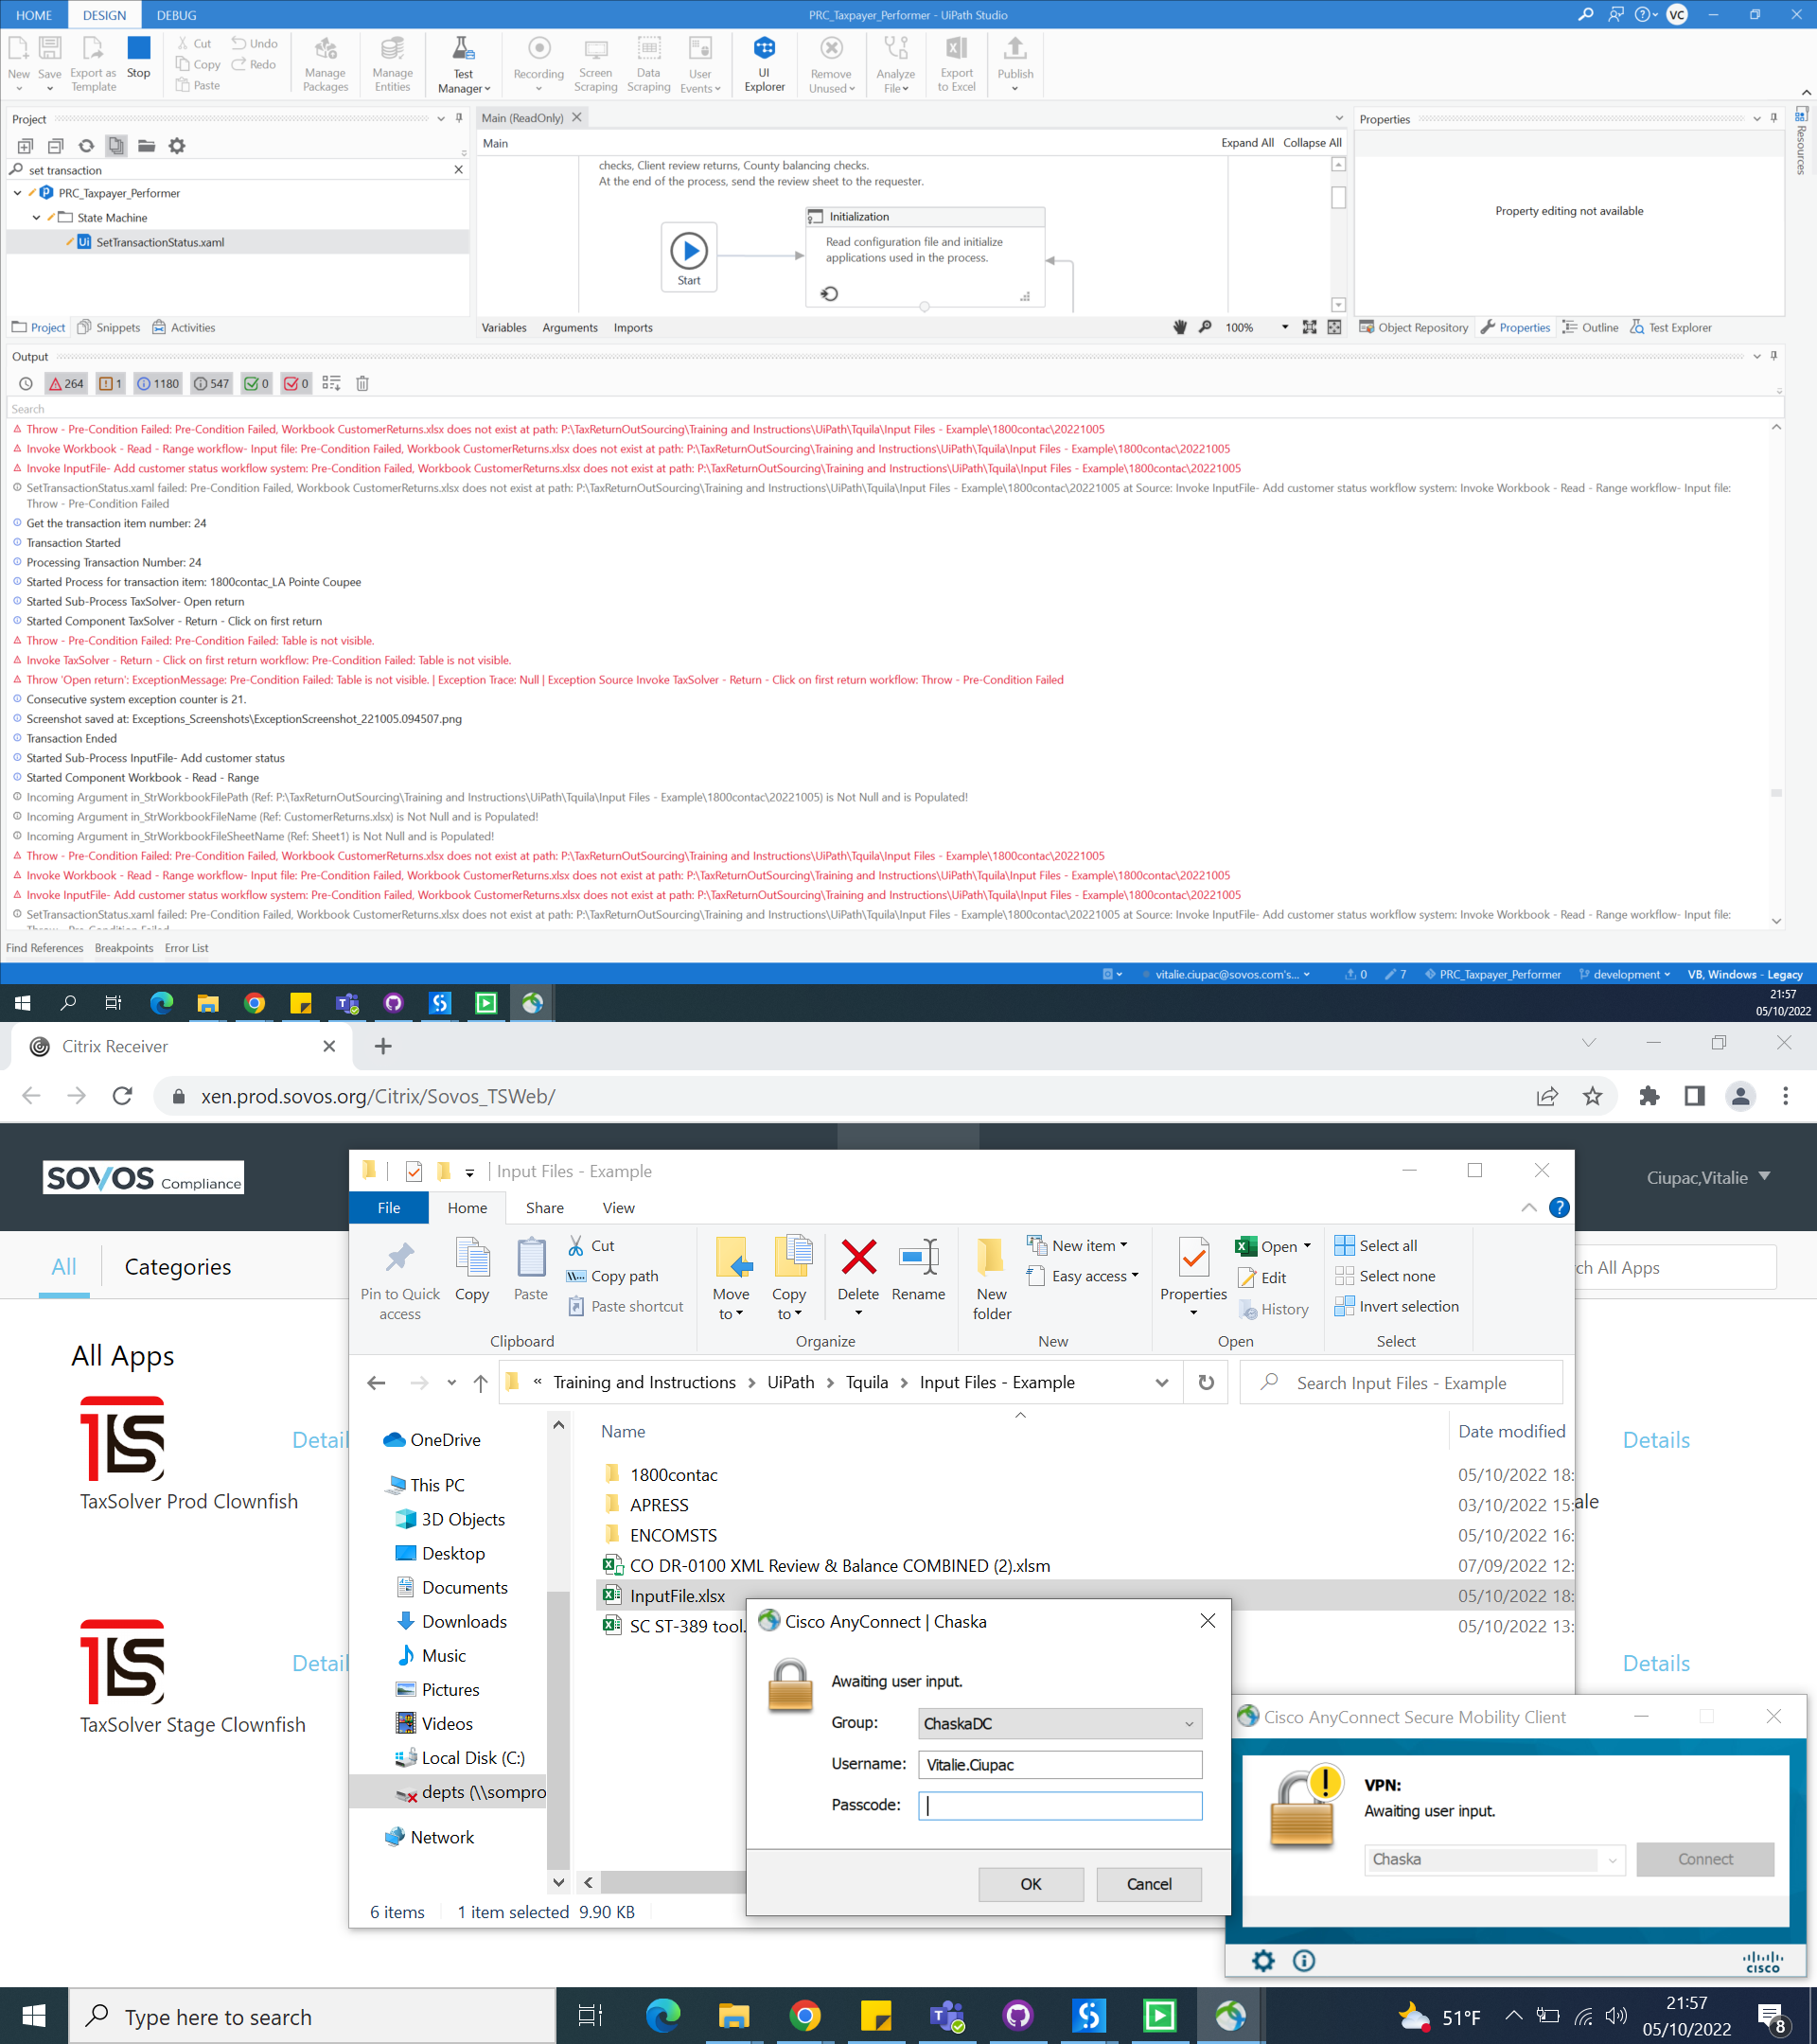 HOME DESIGN DEBUG PRC_Taxpayer_Performer - UiPath Studio VC
New Save Export as Template Stop Cut Copy Paste Undo Redo Manage Packages Manage Entities Test Manager Recording Screen Scraping Data Scraping User Events UI Explorer Remove Unused Analyze File Export to Excel Publish
Project
set transaction
PRC_Taxpayer_Performer
State Machine
SetTransactionStatus.xaml
Project Snippets Activities
Main (ReadOnly)
Main Expand All Collapse All
checks, Client review returns, County balancing checks.
At the end of the process, send the review sheet to the requester.
Start
Initialization
Read configuration file and initialize
applications used in the process.
Variables Arguments Imports 100%
Properties
Property editing not available
Resources
Object Repository Properties Outline Test Explorer
Output
264 1 1180 547 0 0
Search
Throw - Pre-Condition Failed: Pre-Condition Failed, Workbook CustomerReturns.xlsx does not exist at path: P:\TaxReturnOutSourcing\Training and Instructions\UiPath\Tquila\Input Files - Example\1800contac\20221005
Invoke Workbook - Read - Range workflow- Input file: Pre-Condition Failed, Workbook CustomerReturns.xlsx does not exist at path: P:\TaxReturnOutSourcing\Training and Instructions\UiPath\Tquila\Input Files - Example\1800contac\20221005
Invoke InputFile- Add customer status workflow system: Pre-Condition Failed, Workbook CustomerReturns.xlsx does not exist at path: P:\TaxReturnOutSourcing\Training and Instructions\UiPath\Tquila\Input Files - Example\1800contac\20221005
SetTransactionStatus.xaml failed: Pre-Condition Failed, Workbook CustomerReturns.xlsx does not exist at path: P:\TaxReturnOutSourcing\Training and Instructions\UiPath\Tquila\Input Files - Example\1800contac\20221005 at Source: Invoke InputFile- Add customer status workflow system: Invoke Workbook - Read - Range workflow- Input file:
Throw - Pre-Condition Failed
Get the transaction item number: 24
Transaction Started
Processing Transaction Number: 24
Started Process for transaction item: 1800contac_LA Pointe Coupee
Started Sub-Process TaxSolver- Open return
Started Component TaxSolver - Return - Click on first return
Throw - Pre-Condition Failed: Pre-Condition Failed: Table is not visible.
Invoke TaxSolver - Return - Click on first return workflow: Pre-Condition Failed: Table is not visible.
Throw 'Open return': ExceptionMessage: Pre-Condition Failed: Table is not visible. | Exception Trace: Null | Exception Source Invoke TaxSolver - Return - Click on first return workflow: Throw - Pre-Condition Failed
Consecutive system exception counter is 21.
Screenshot saved at: Exceptions_Screenshots\ExceptionScreenshot_221005.094507.png
Transaction Ended
Started Sub-Process InputFile- Add customer status
Started Component Workbook - Read - Range
Incoming Argument in_StrWorkbookFilePath (Ref: P:\TaxReturnOutSourcing\Training and Instructions\UiPath\Tquila\Input Files - Example\1800contac\20221005) is Not Null and is Populated!
Incoming Argument in_StrWorkbookFileName (Ref: CustomerReturns.xlsx) is Not Null and is Populated!
Incoming Argument in_StrWorkbookFileSheetName (Ref: Sheet1) is Not Null and is Populated!
Throw - Pre-Condition Failed: Pre-Condition Failed, Workbook CustomerReturns.xlsx does not exist at path: P:\TaxReturnOutSourcing\Training and Instructions\UiPath\Tquila\Input Files - Example\1800contac\20221005
Invoke Workbook - Read - Range workflow- Input file: Pre-Condition Failed, Workbook CustomerReturns.xlsx does not exist at path: P:\TaxReturnOutSourcing\Training and Instructions\UiPath\Tquila\Input Files - Example\1800contac\20221005
Invoke InputFile- Add customer status workflow system: Pre-Condition Failed, Workbook CustomerReturns.xlsx does not exist at path: P:\TaxReturnOutSourcing\Training and Instructions\UiPath\Tquila\Input Files - Example\1800contac\20221005
SetTransactionStatus.xaml failed: Pre-Condition Failed, Workbook CustomerReturns.xlsx does not exist at path: P:\TaxReturnOutSourcing\Training and Instructions\UiPath\Tquila\Input Files - Example\1800contac\20221005 at Source: Invoke InputFile- Add customer status workflow system: Invoke Workbook - Read - Range workflow- Input file:
Throw - Pre-Condition Failed
Find References Breakpoints Error List
vitalie.ciupac@sovos.com's... 0 7 PRC_Taxpayer_Performer development VB, Windows - Legacy
21:57
05/10/2022
Citrix Receiver
xen.prod.sovos.org/Citrix/Sovos_TSWeb/
SOVOS Compliance
Ciupac,Vitalie
All Categories
ch All Apps
All Apps
Detail
TaxSolver Prod Clownfish
Detail
TaxSolver Stage Clownfish
Details
ale
Details
Input Files - Example
File Home Share View
Pin to Quick access Copy Paste Cut Copy path Paste shortcut Move to Copy to Delete Rename New folder New item Easy access Properties Open Edit History Select all Select none Invert selection
Clipboard Organize New Open Select
« Training and Instructions > UiPath > Tquila > Input Files - Example
Search Input Files - Example
OneDrive
This PC
3D Objects
Desktop
Documents
Downloads
Music
Pictures
Videos
Local Disk (C:)
depts (\\sompro
Network
Name Date modified
1800contac 05/10/2022 18:
APRESS 03/10/2022 15:
ENCOMSTS 05/10/2022 16:
CO DR-0100 XML Review & Balance COMBINED (2).xlsm 07/09/2022 12:
InputFile.xlsx 05/10/2022 18:
SC ST-389 tool. 05/10/2022 13:
6 items 1 item selected 9.90 KB
Cisco AnyConnect | Chaska
Awaiting user input.
Group: ChaskaDC
Username: Vitalie.Ciupac
Passcode:
OK Cancel
Cisco AnyConnect Secure Mobility Client
VPN:
Awaiting user input.
Chaska Connect
CISCO
Type here to search
51°F
21:57
05/10/2022
8